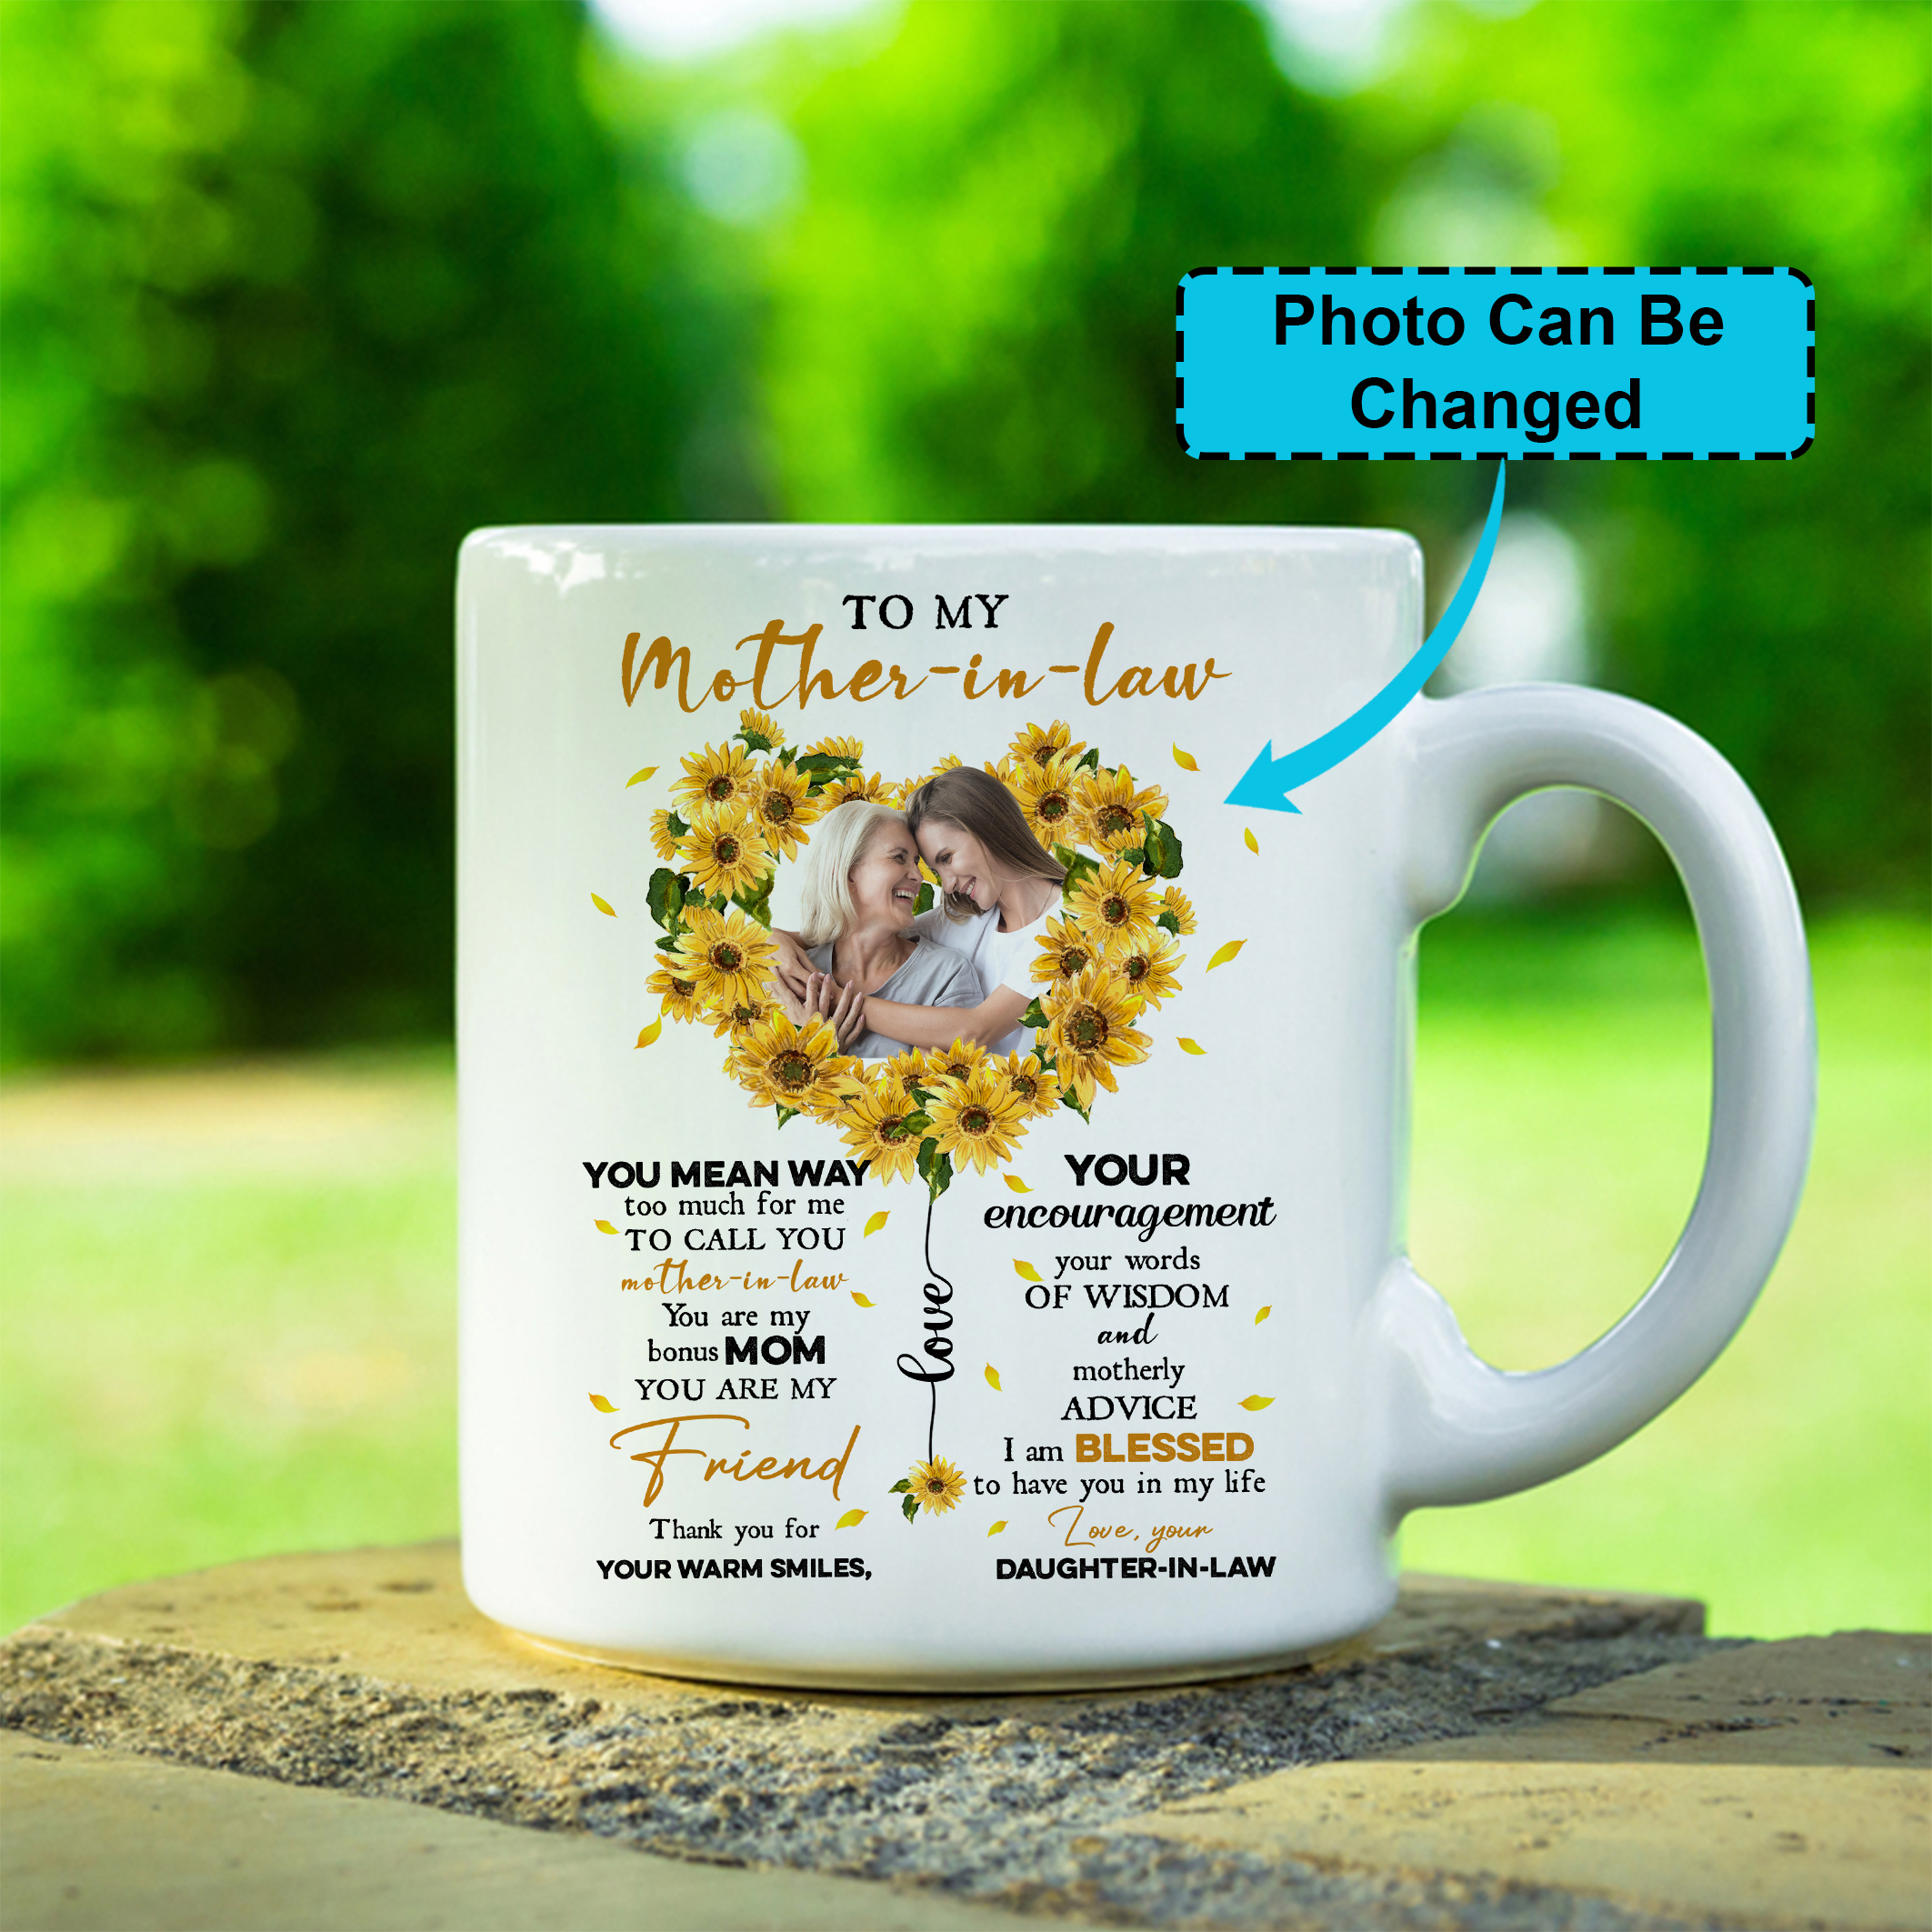 Photo Can Be
Changed
TO MY
Mother-in-law
YOU MEAN WAY
too much for me
TO CALL YOU
mother-in-law
You are my
bonus MOM
YOU ARE MY
Friend
Thank you for
YOUR WARM SMILES,
love
YOUR
encouragement
your words
OF WISDOM
and
motherly
ADVICE
I am BLESSED
to have you in my life
Love, your
DAUGHTER-IN-LAW